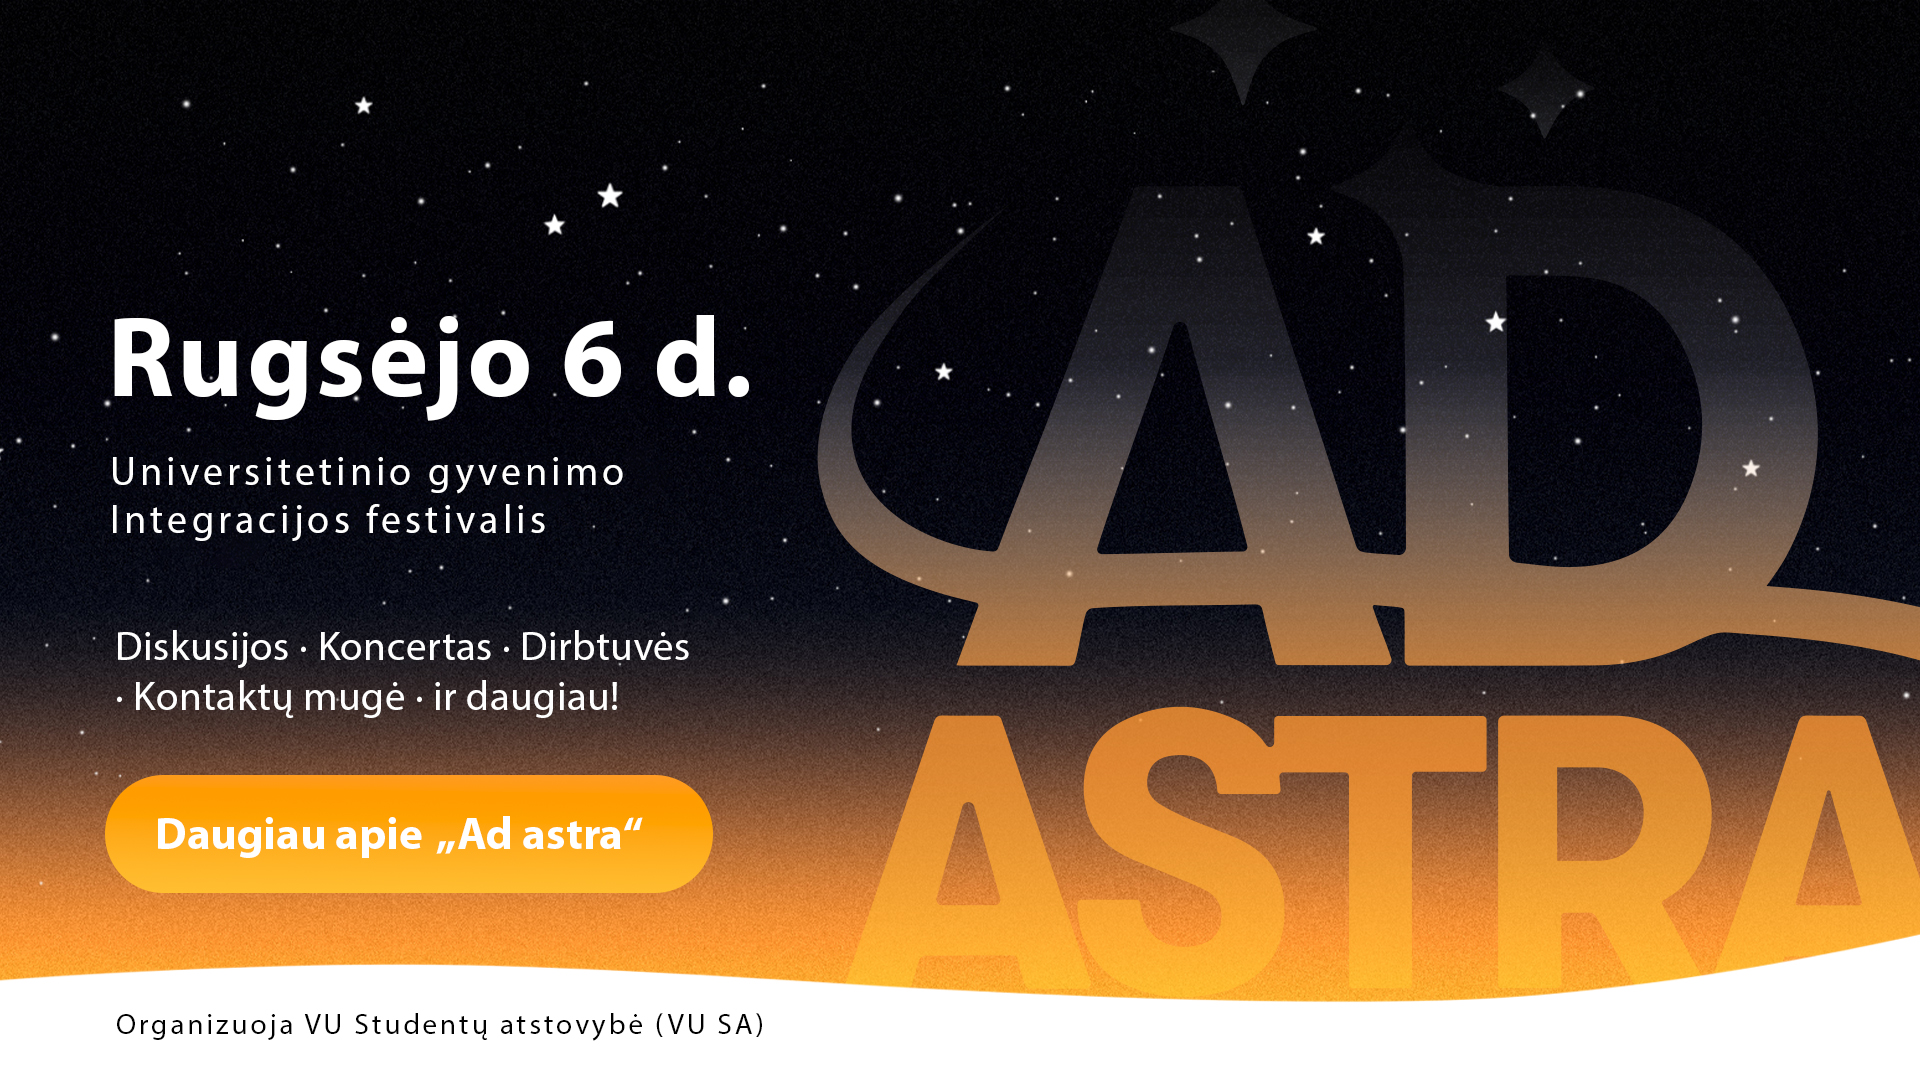 Rugsėjo 6 d.
Universitetinio gyvenimo
Integracijos festivalis
Diskusijos · Koncertas · Dirbtuvės
· Kontaktų mugė · ir daugiau!
Daugiau apie „Ad astra“
AD
ASTRA
Organizuoja VU Studentų atstovybė (VU SA)